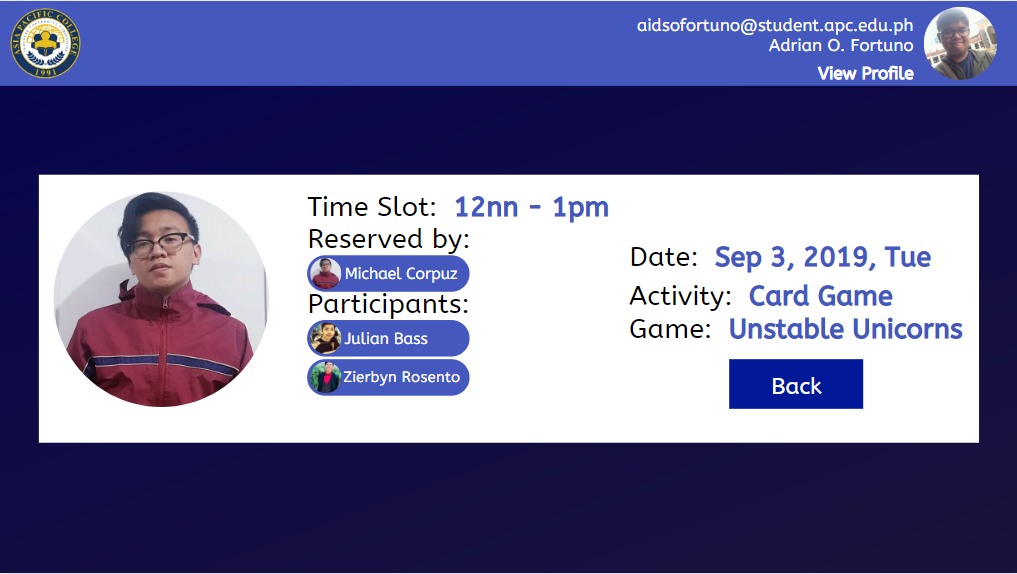 ASIA PACIFIC COLLEGE
1991
aidsofortuno@student.apc.edu.ph
Adrian O. Fortuno
View Profile
Time Slot: 12nn - 1pm
Reserved by:
Michael Corpuz
Participants:
Julian Bass
Zierbyn Rosento
Date: Sep 3, 2019, Tue
Activity: Card Game
Game: Unstable Unicorns
Back